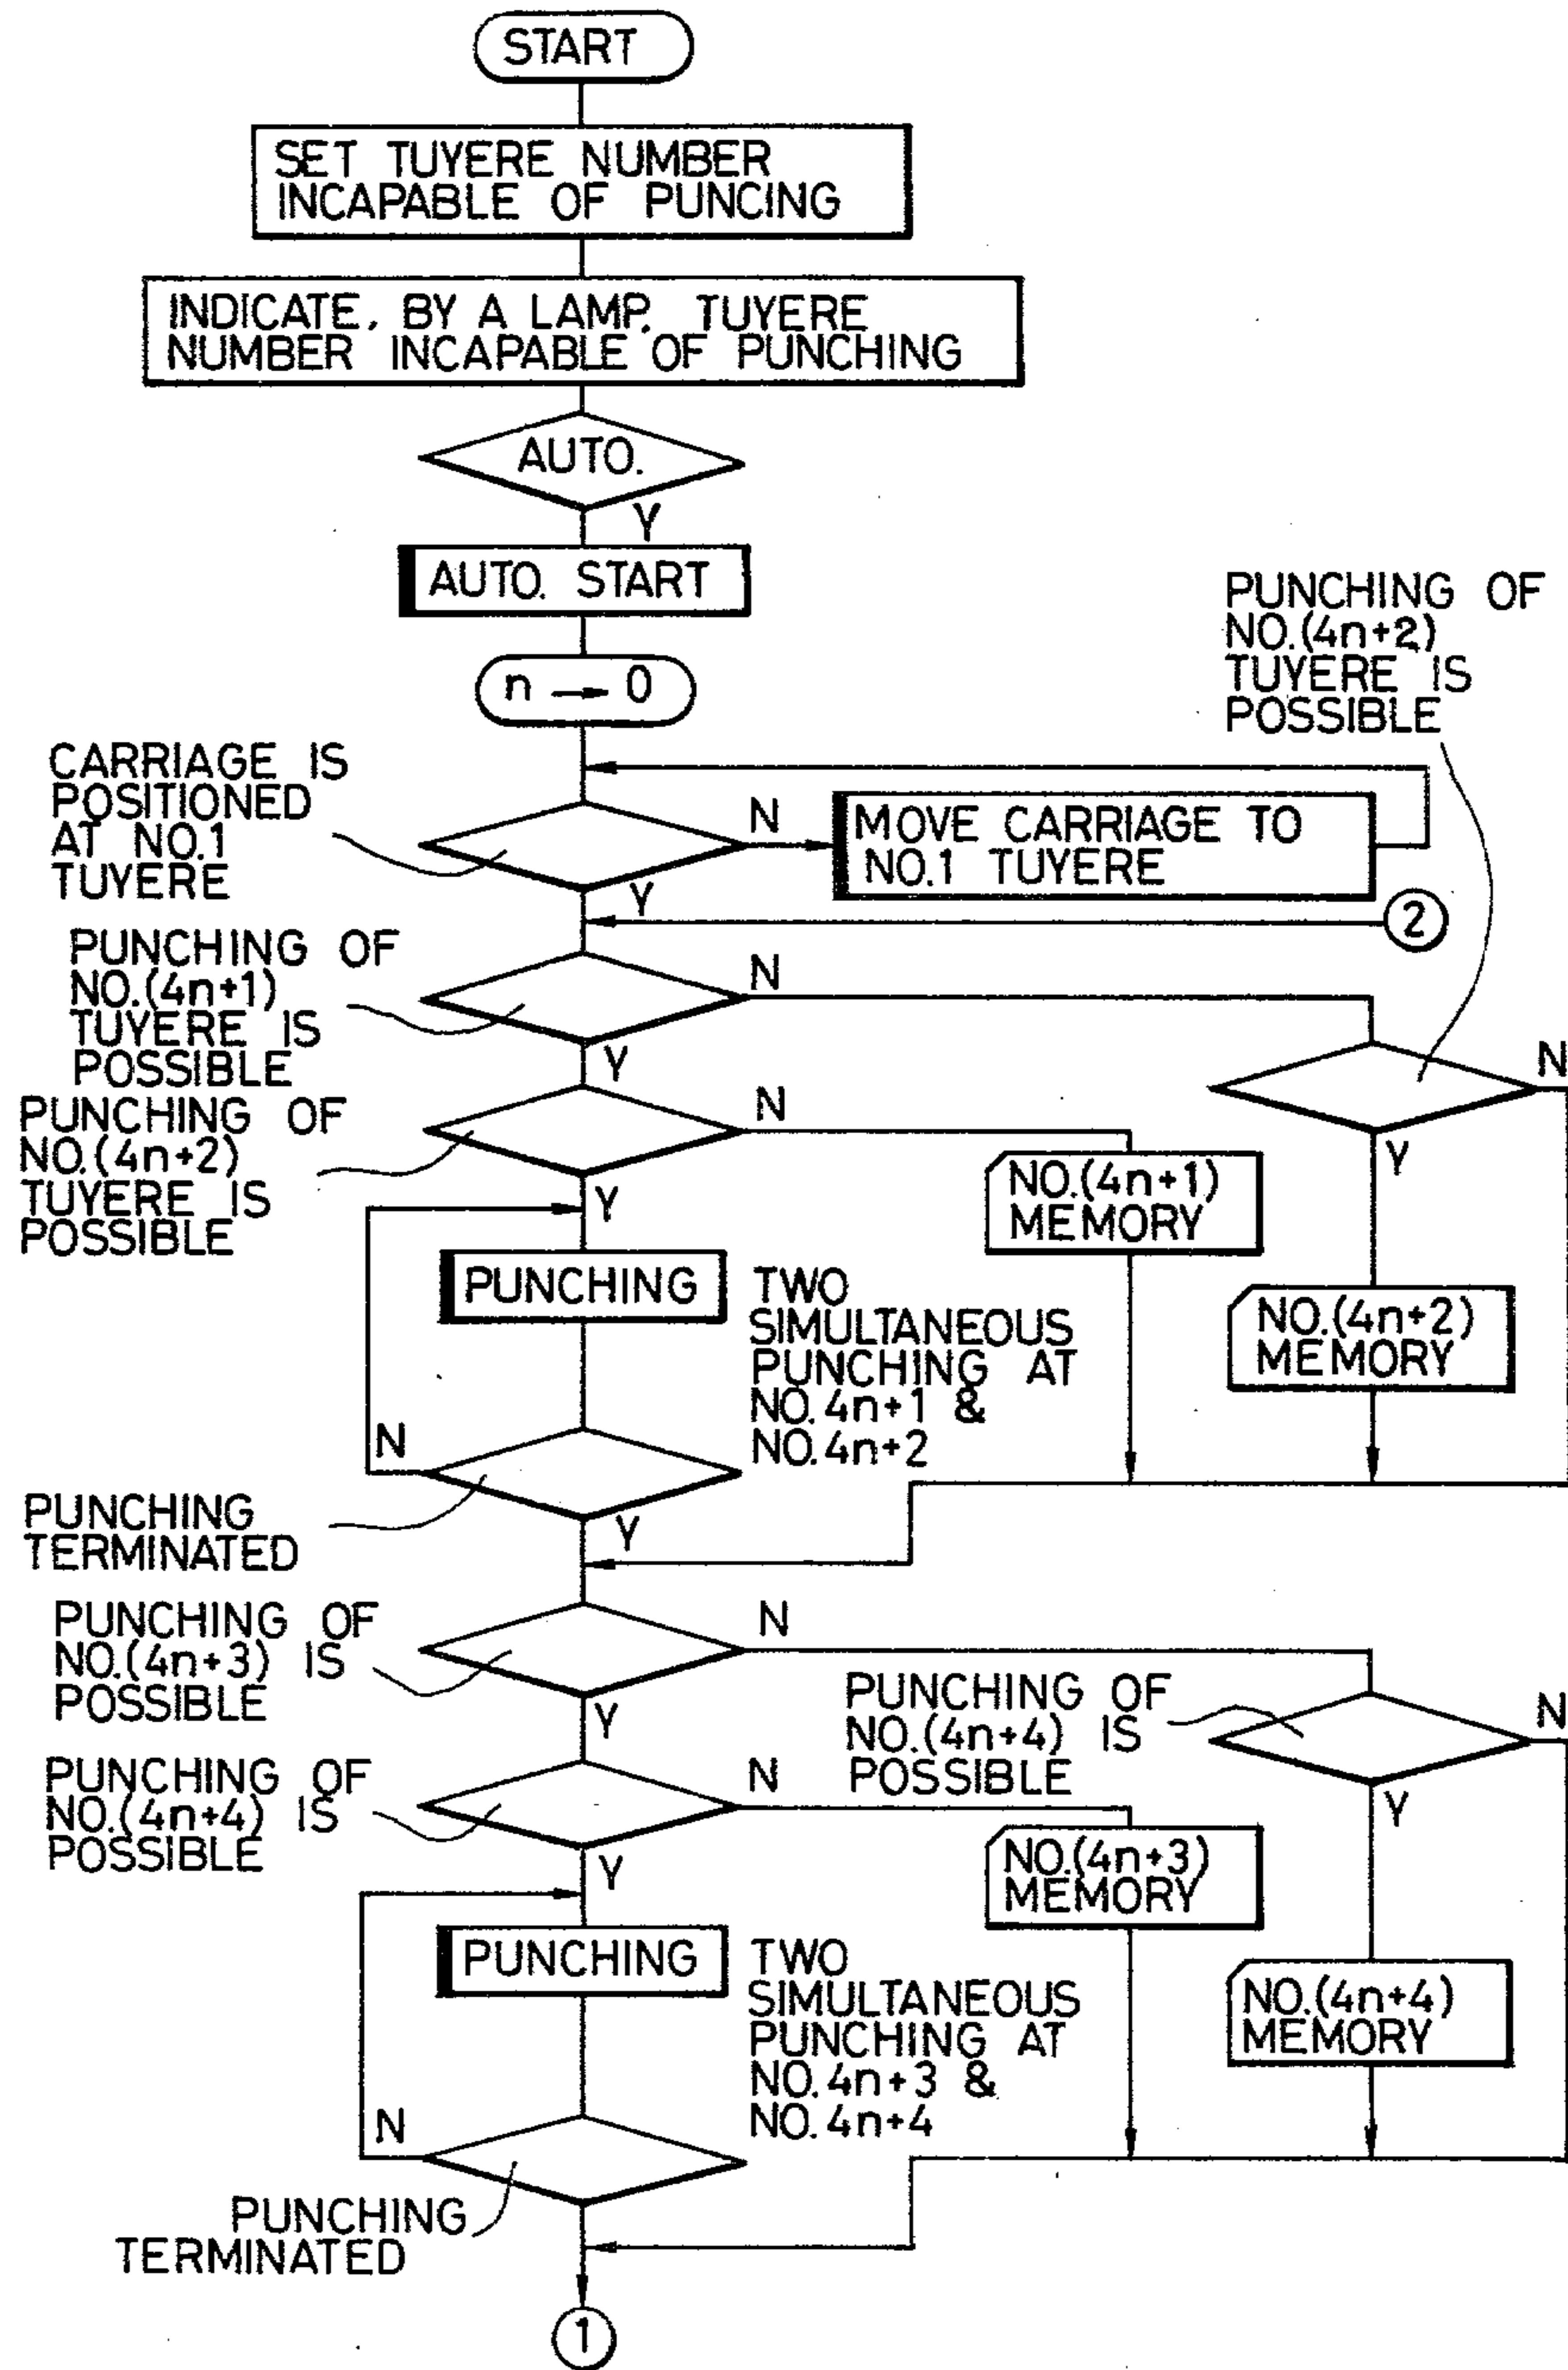 START
SET TUYERE NUMBER
INCAPABLE OF PUNCING
INDICATE, BY A LAMP, TUYERE
NUMBER INCAPABLE OF PUNCHING
AUTO.
Y
AUTO. START
n → 0
PUNCHING OF
NO.(4n+2)
TUYERE IS
POSSIBLE
CARRIAGE IS
POSITIONED
AT NO.1
TUYERE
N
MOVE CARRIAGE TO
NO.1 TUYERE
Y
2
PUNCHING OF
NO.(4n+1)
TUYERE IS
POSSIBLE
N
Y
N
Y
PUNCHING OF
NO.(4n+2)
TUYERE IS
POSSIBLE
N
Y
NO.(4n+1)
MEMORY
NO.(4n+2)
MEMORY
PUNCHING
TWO
SIMULTANEOUS
PUNCHING AT
NO.4n+1 &
NO.4n+2
N
Y
PUNCHING
TERMINATED
PUNCHING OF
NO.(4n+3) IS
POSSIBLE
N
Y
PUNCHING OF
NO.(4n+4) IS
POSSIBLE
N
Y
PUNCHING OF
NO.(4n+4) IS
POSSIBLE
N
Y
NO.(4n+3)
MEMORY
NO.(4n+4)
MEMORY
PUNCHING
TWO
SIMULTANEOUS
PUNCHING AT
NO.4n+3 &
NO.4n+4
N
PUNCHING
TERMINATED
1